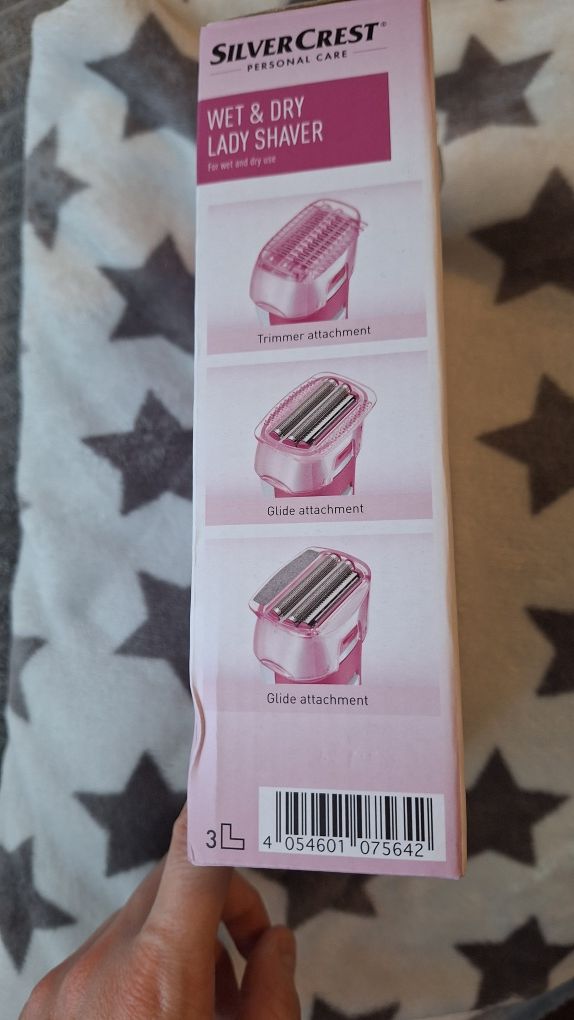 SILVERCREST®
PERSONAL CARE
WET & DRY
LADY SHAVER
For wet and dry use
Trimmer attachment
Glide attachment
Glide attachment
3
4 054601 075642